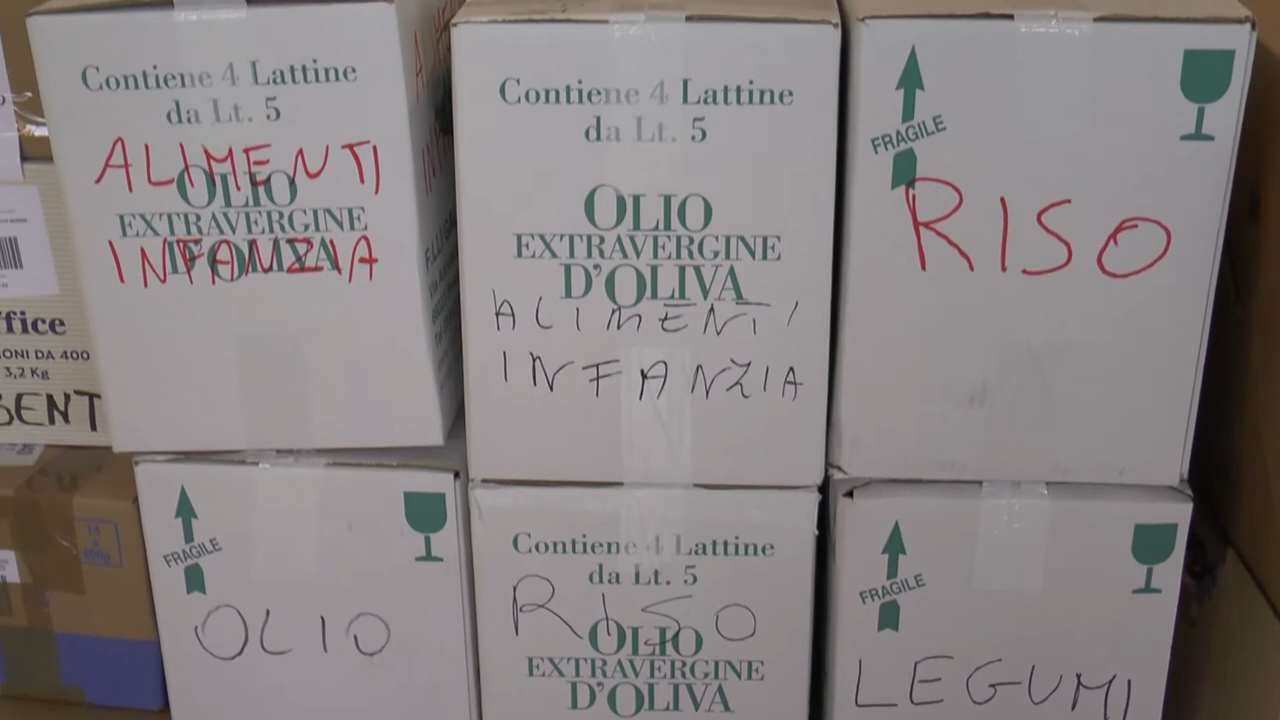 Contiene 4 Lattine
da Lt. 5
ALIMENTI
OLIO
EXTRAVERGINE
D'OLIVA
INFANZIA
Contiene 4 Lattine
da Lt. 5
OLIO
EXTRAVERGINE
D'OLIVA
ALIMENTI
INFANZIA
FRAGILE
RISO
ffice
ONI DA 400
3,2 Kg
FRAGILE
OLIO
Contiene 4 Lattine
da Lt. 5
RISO
OLIO
EXTRAVERGINE
D'OLIVA
FRAGILE
LEGUMI